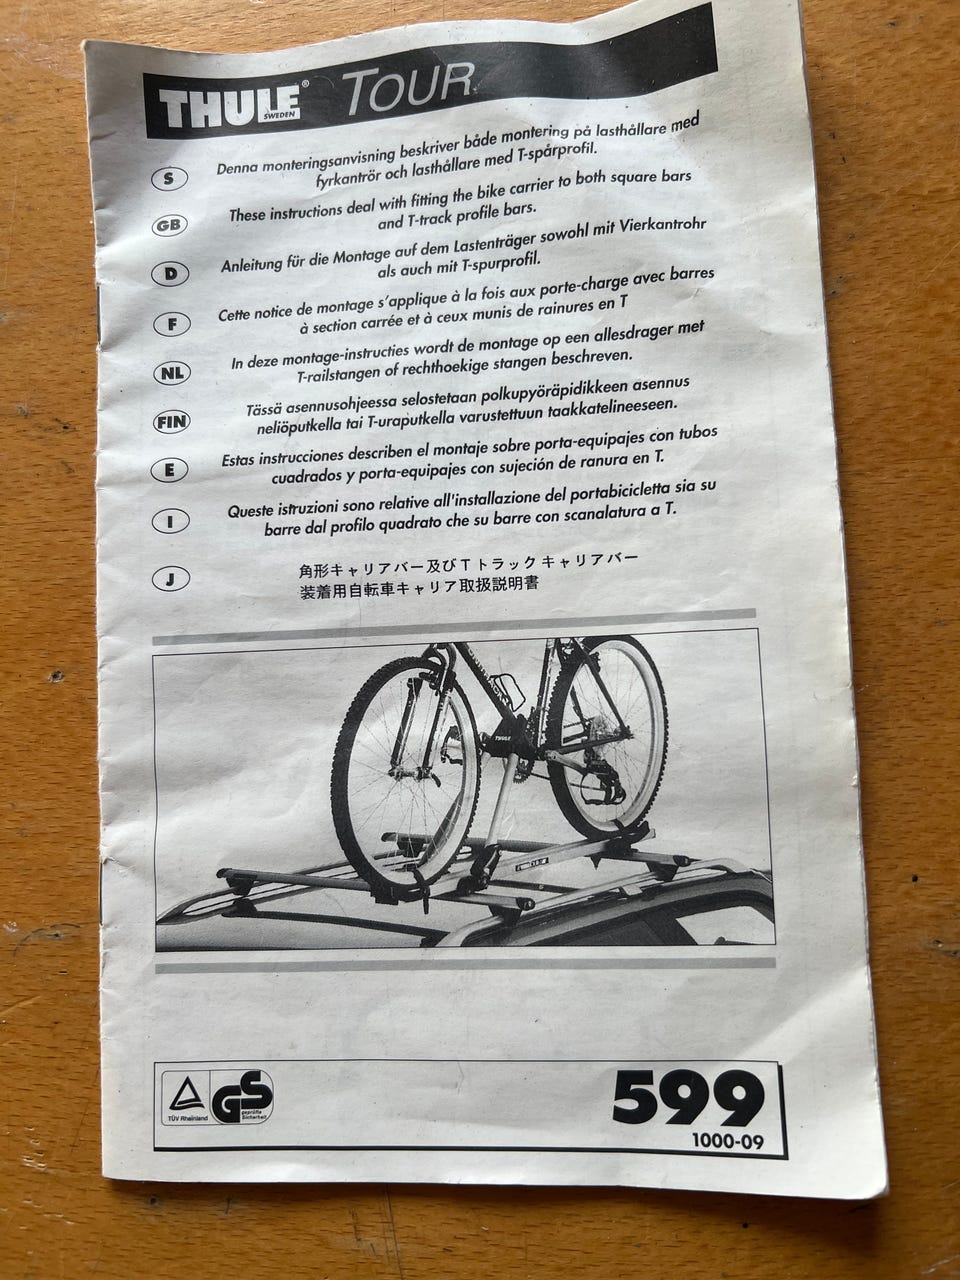 THULE® TOUR
SWEDEN
S
Denna monteringsanvisning beskriver både montering på lasthållare med
fyrkantrör och lasthållare med T-spårprofil.
GB
These instructions deal with fitting the bike carrier to both square bars
and T-track profile bars.
D
Anleitung für die Montage auf dem Lastenträger sowohl mit Vierkantrohr
als auch mit T-spurprofil.
F
Cette notice de montage s'applique à la fois aux porte-charge avec barres
à section carrée et à ceux munis de rainures en T
NL
In deze montage-instructies wordt de montage op een allesdrager met
T-railstangen of rechthoekige stangen beschreven.
FIN
Tässä asennusohjeessa selostetaan polkupyöräpidikkeen asennus
neliöputkella tai T-uraputkella varustettuun taakkatelineeseen.
E
Estas instrucciones describen el montaje sobre porta-equipajes con tubos
cuadrados y porta-equipajes con sujeción de ranura en T.
I
Queste istruzioni sono relative all'installazione del portabicicletta sia su
barre dal profilo quadrato che su barre con scanalatura a T.
J
角形キャリアバー及びTトラックキャリアバー
装着用自転車キャリア取扱説明書
THULE
TÜV Rheinland
GS
geprüfte
Sicherheit
599
1000-09